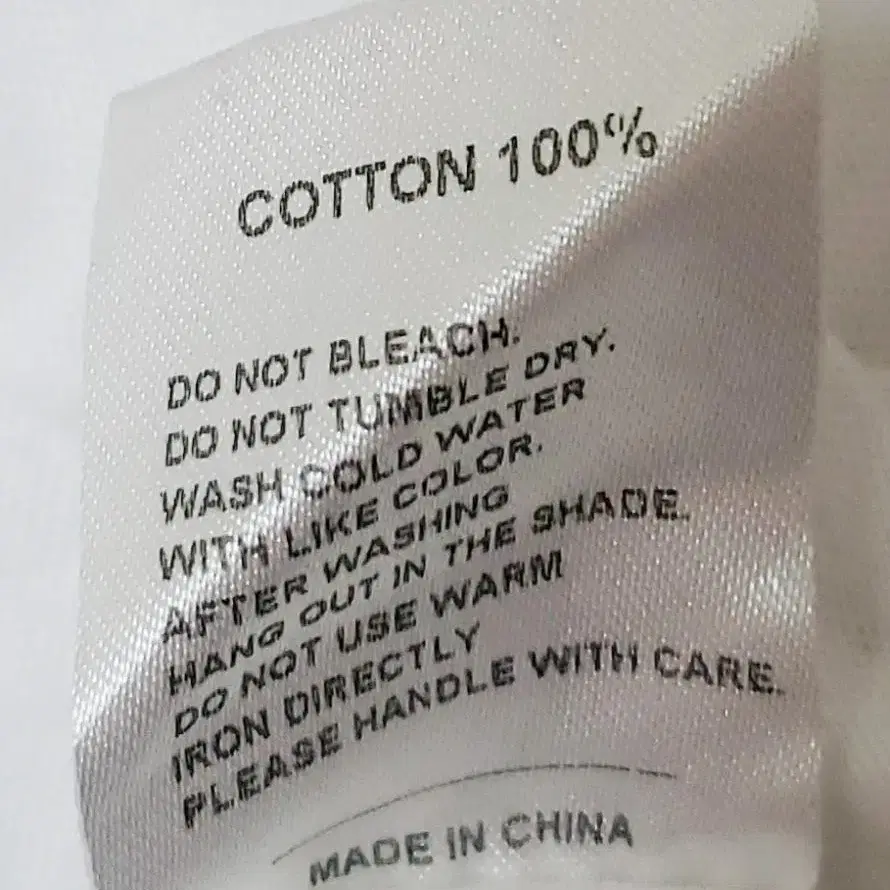 COTTON 100%
DO NOT BLEACH.
DO NOT TUMBLE DRY.
WASH COLD WATER
WITH LIKE COLOR.
AFTER WASHING
HANG OUT IN THE SHADE.
DO NOT USE WARM
IRON DIRECTLY
PLEASE HANDLE WITH CARE.
MADE IN CHINA